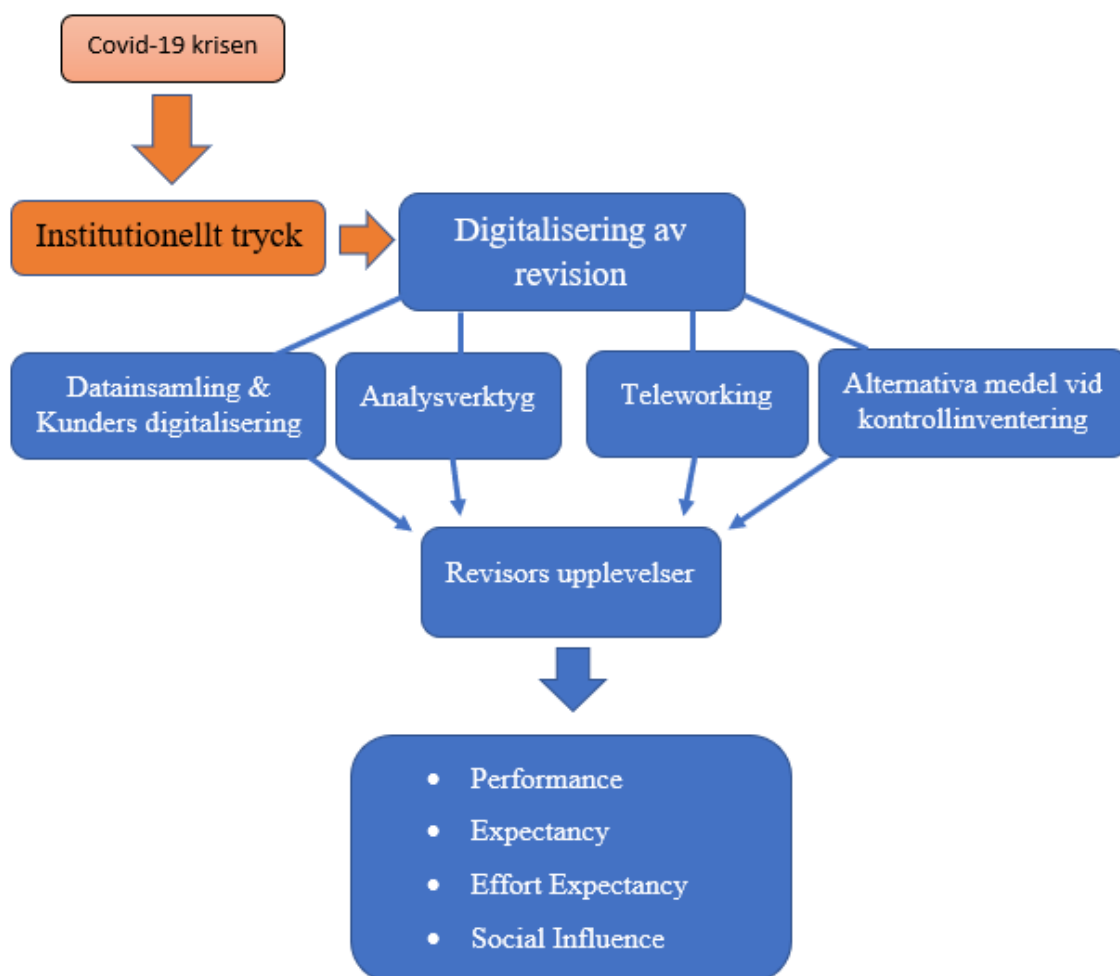 Covid-19 krisen
Institutionellt tryck
Digitalisering av
revision
Datainsamling &
Kunders digitalisering
Analysverktyg
Teleworking
Alternativa medel vid
kontrollinventering
Revisors upplevelser
• Performance
• Expectancy
• Effort Expectancy
• Social Influence